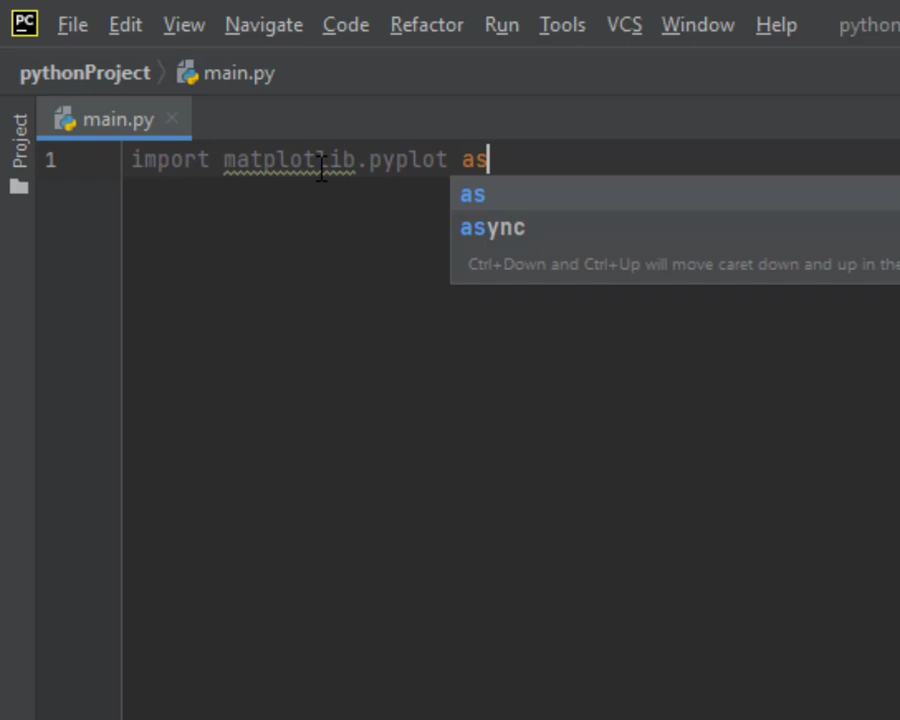 PC File Edit View Navigate Code Refactor Run Tools VCS Window Help python
pythonProject main.py
main.py
Project
1 import matplotlib.pyplot as
as
async
Ctrl+Down and Ctrl+Up will move caret down and up in the